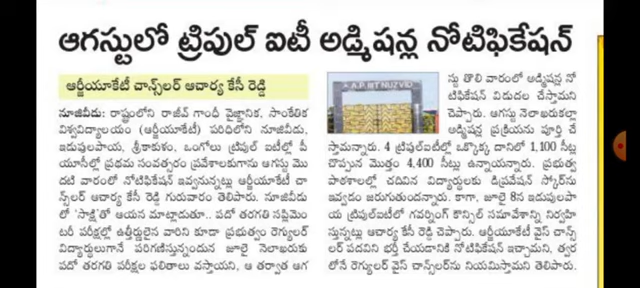 ఆగస్టులో ట్రిపుల్ ఐటీ అడ్మిషన్ల నోటిఫికేషన్
ఆర్జీయూకేటీ చాన్స్‌లర్ ఆచార్య కేసీ రెడ్డి
నూజివీడు: రాష్ట్రంలోని రాజీవ్ గాంధీ వైజ్ఞానిక, సాంకేతిక
విశ్వవిద్యాలయం (ఆర్జీయూకేటీ) పరిధిలోని నూజివీడు,
ఇడుపులపాయ, శ్రీకాకుళం, ఒంగోలు ట్రిపుల్ ఐటీల్లో పీ
యూసీల్లో ప్రథమ సంవత్సరం ప్రవేశాలకుగాను ఆగస్టు మొ
దటి వారంలో నోటిఫికేషన్ ఇవ్వనున్నట్లు ఆర్జీయూకేటీ చా
న్స్‌లర్ ఆచార్య కేసీ రెడ్డి గురువారం తెలిపారు. నూజివీడు
లో 'సాక్షి'తో ఆయన మాట్లాడుతూ.. పదో తరగతి సప్లిమెం
టరీ పరీక్షల్లో ఉత్తీర్ణులైన వారిని కూడా ప్రభుత్వం రెగ్యులర్
విద్యార్థులుగానే పరిగణిస్తున్నందున జూలై నెలాఖరుకు
పదో తరగతి పరీక్షల ఫలితాలు వస్తాయని, ఆ తర్వాత ఆగ
A.P. IIIT NUZVID
స్టు తొలి వారంలో అడ్మిషన్ల నో
టిఫికేషన్ విడుదల చేస్తామని
చెప్పారు. ఆగస్టు నెలాఖరుకల్లా
అడ్మిషన్ల ప్రక్రియను పూర్తి చే
స్తామన్నారు. 4 ట్రిపుల్‌ఐటీల్లో ఒక్కొక్క దానిలో 1,100 సీట్ల
చొప్పున మొత్తం 4,400 సీట్లు ఉన్నాయన్నారు. ప్రభుత్వ
పాఠశాలల్లో చదివిన విద్యార్థులకు డిప్రవేషన్ స్కోర్‌ను
ఇవ్వడం జరుగుతుందన్నారు. కాగా, జూలై 8న ఇడుపులపా
య ట్రిపుల్‌ఐటీలో గవర్నింగ్ కౌన్సిల్ సమావేశాన్ని నిర్వహి
స్తున్నట్లు ఆచార్య కేసీ రెడ్డి చెప్పారు. ఆర్జీయూకేటీ వైస్ చాన్స్
లర్ పదవిని భర్తీ చేయడానికి నోటిఫికేషన్ ఇచ్చామని, త్వర
లోనే రెగ్యులర్ వైస్ చాన్స్‌లర్‌ను నియమిస్తామని తెలిపారు.